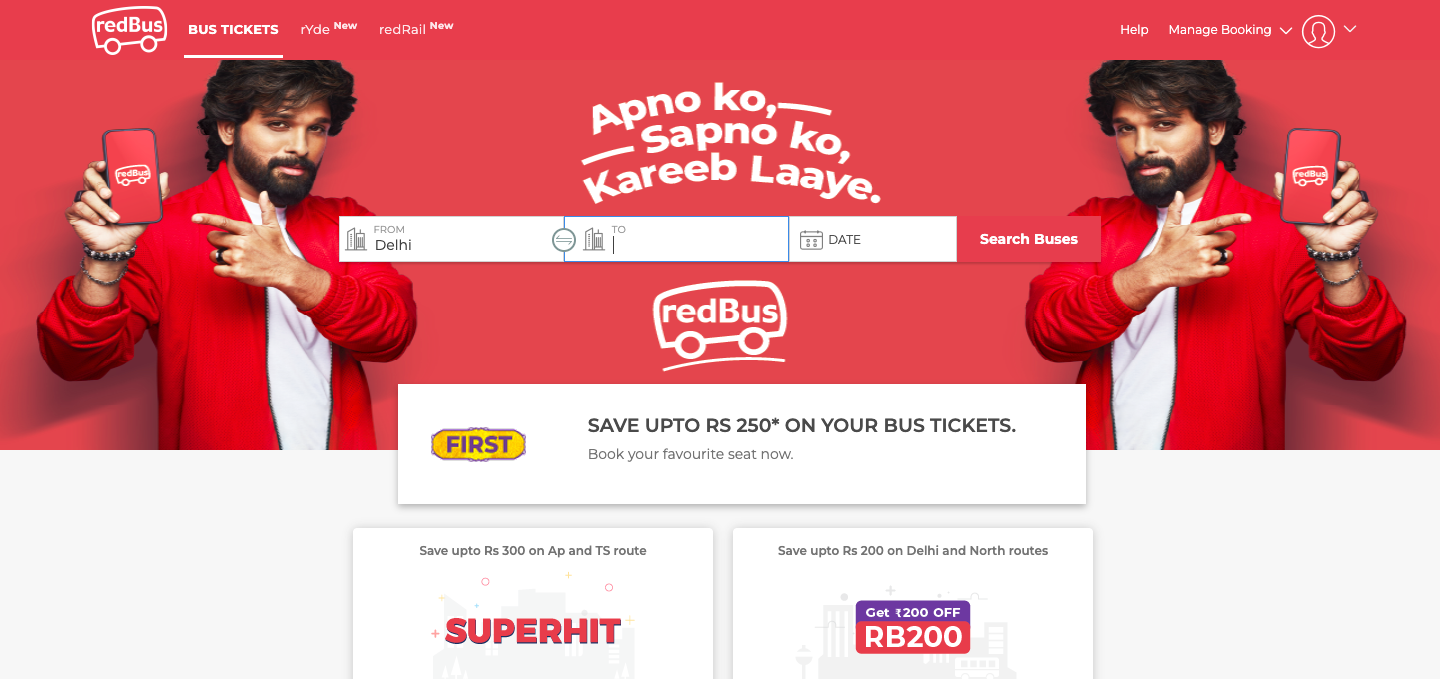 redBus
BUS TICKETS
rYde New
redRail New
Help
Manage Booking
Apno ko,
Sapno ko,
Kareeb Laaye.
redBus
redBus
FROM
Delhi
TO
DATE
Search Buses
redBus
FIRST
SAVE UPTO RS 250* ON YOUR BUS TICKETS.
Book your favourite seat now.
Save upto Rs 300 on Ap and TS route
SUPERHIT
Save upto Rs 200 on Delhi and North routes
Get ₹200 OFF
RB200